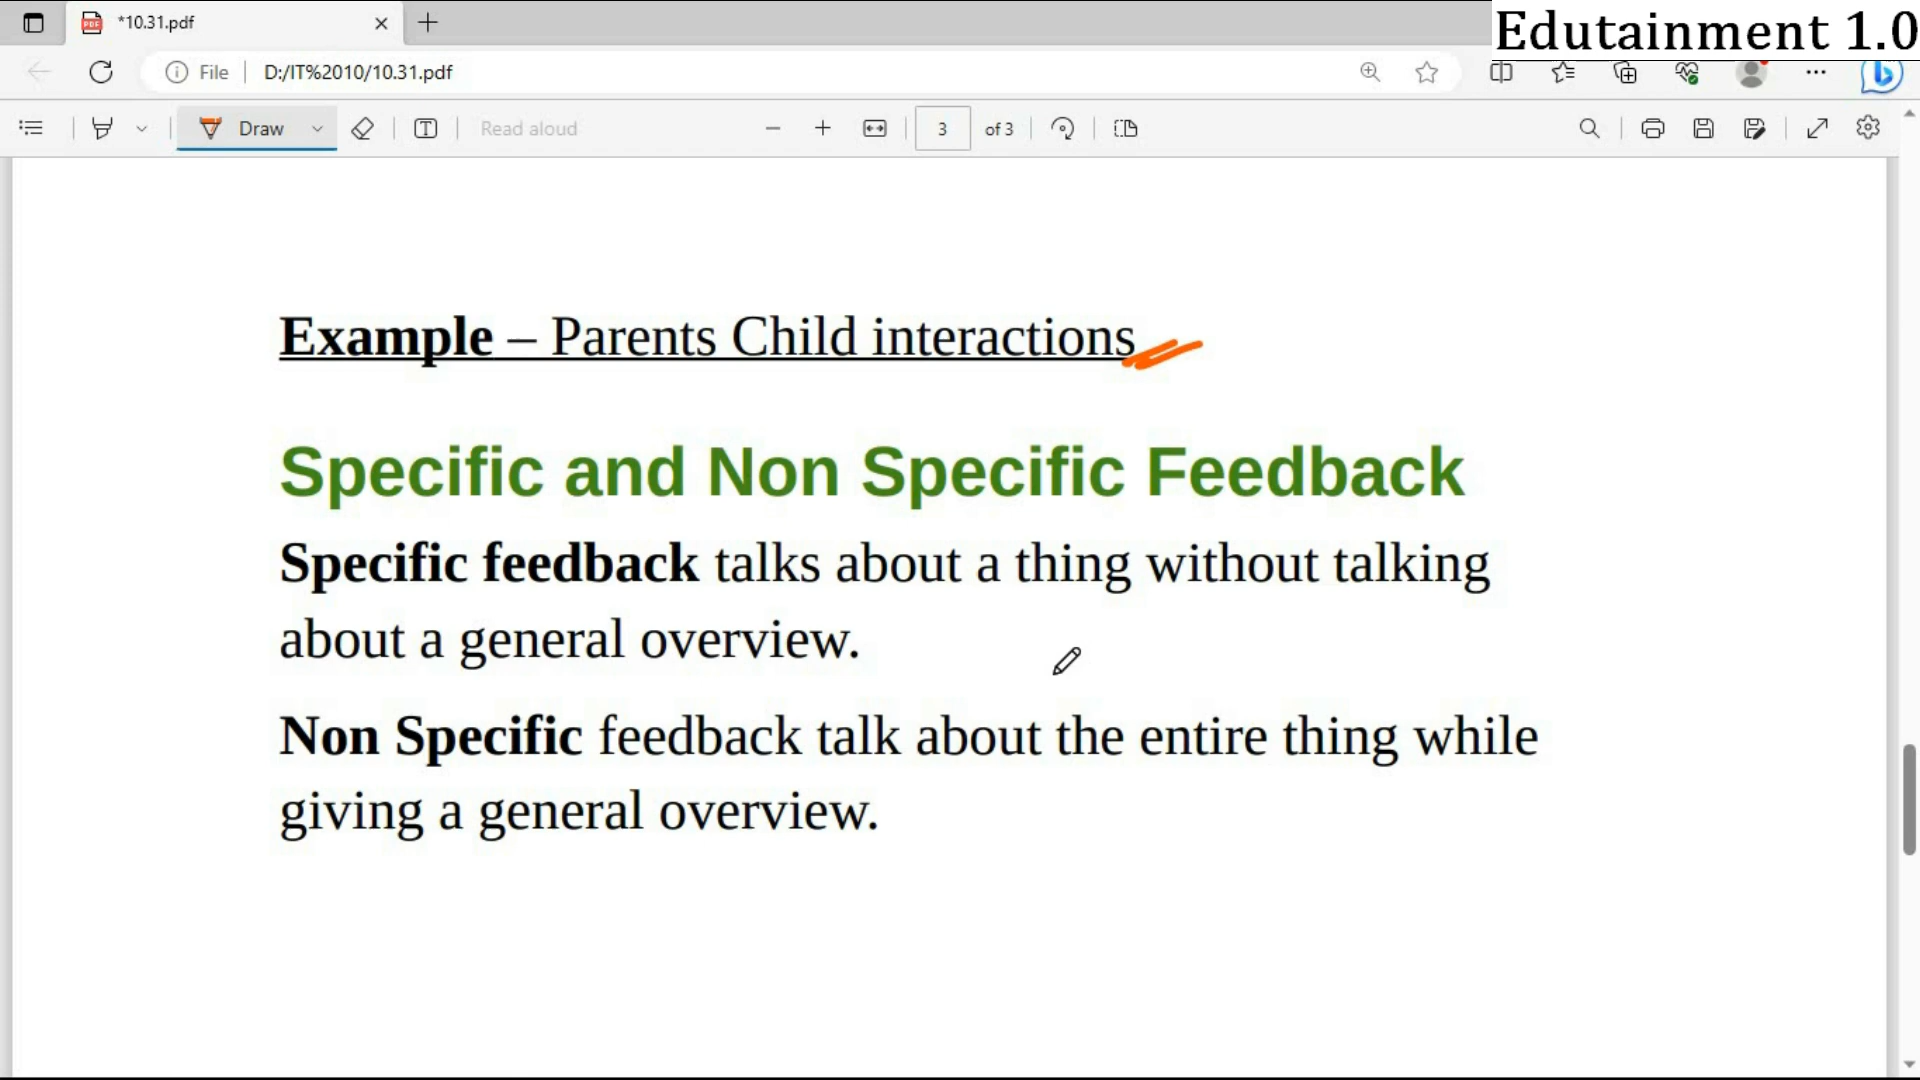 *10.31.pdf
Edutainment 1.0
File D:/IT%2010/10.31.pdf
Draw Read aloud 3 of 3
Example – Parents Child interactions
Specific and Non Specific Feedback
Specific feedback talks about a thing without talking
about a general overview.
Non Specific feedback talk about the entire thing while
giving a general overview.